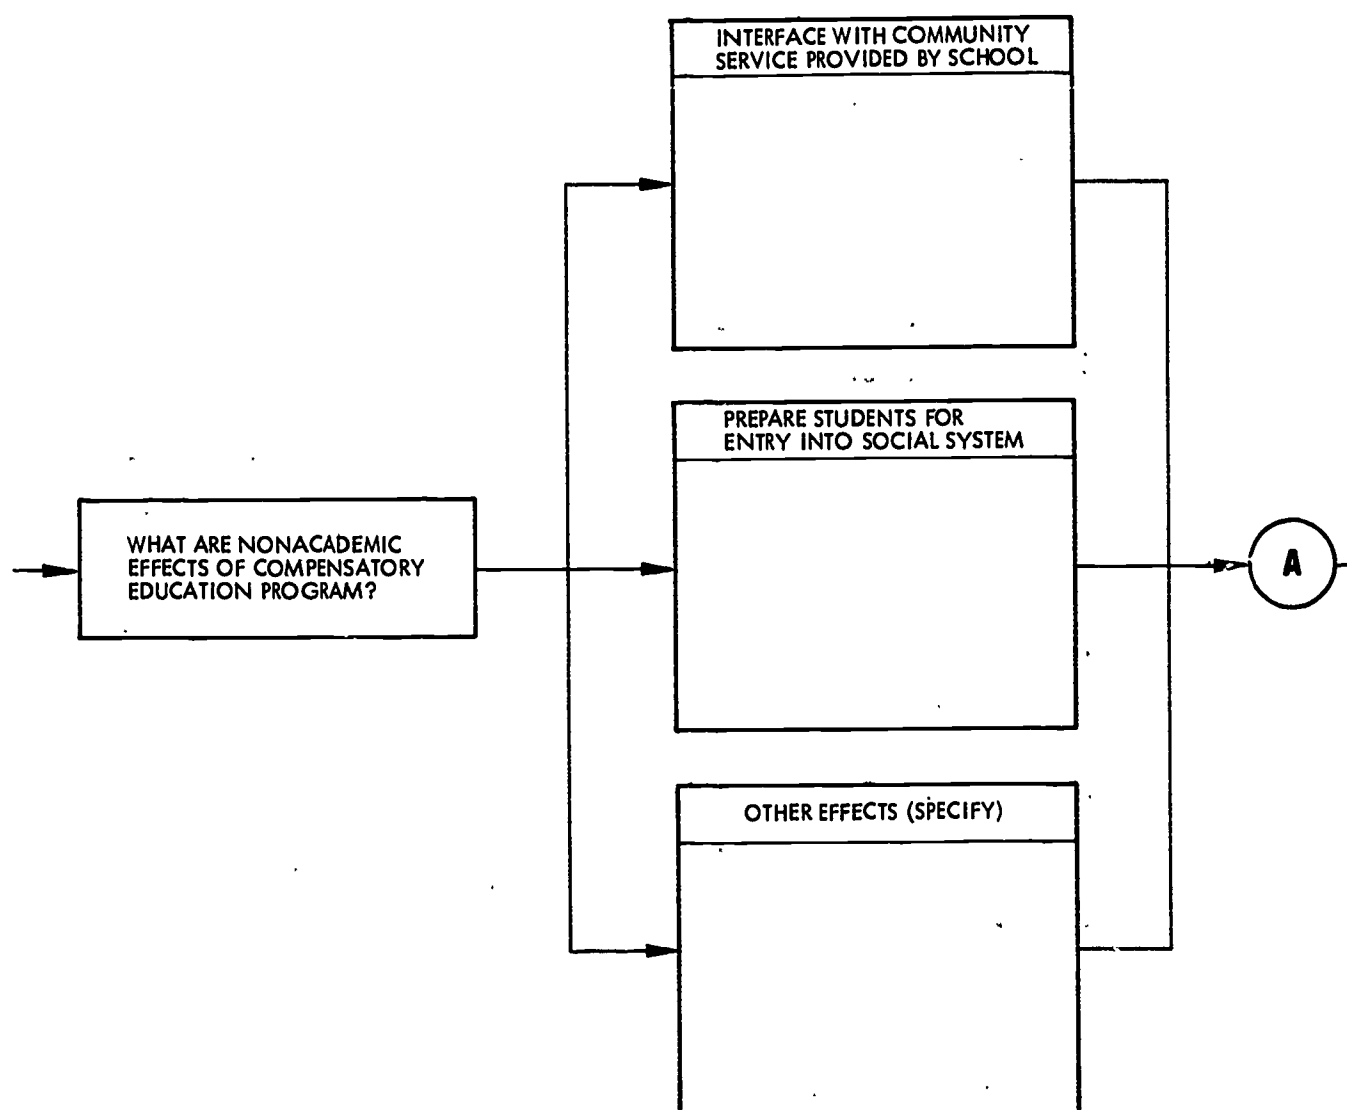 INTERFACE WITH COMMUNITY
SERVICE PROVIDED BY SCHOOL
PREPARE STUDENTS FOR
ENTRY INTO SOCIAL SYSTEM
WHAT ARE NONACADEMIC
EFFECTS OF COMPENSATORY
EDUCATION PROGRAM?
A
OTHER EFFECTS (SPECIFY)